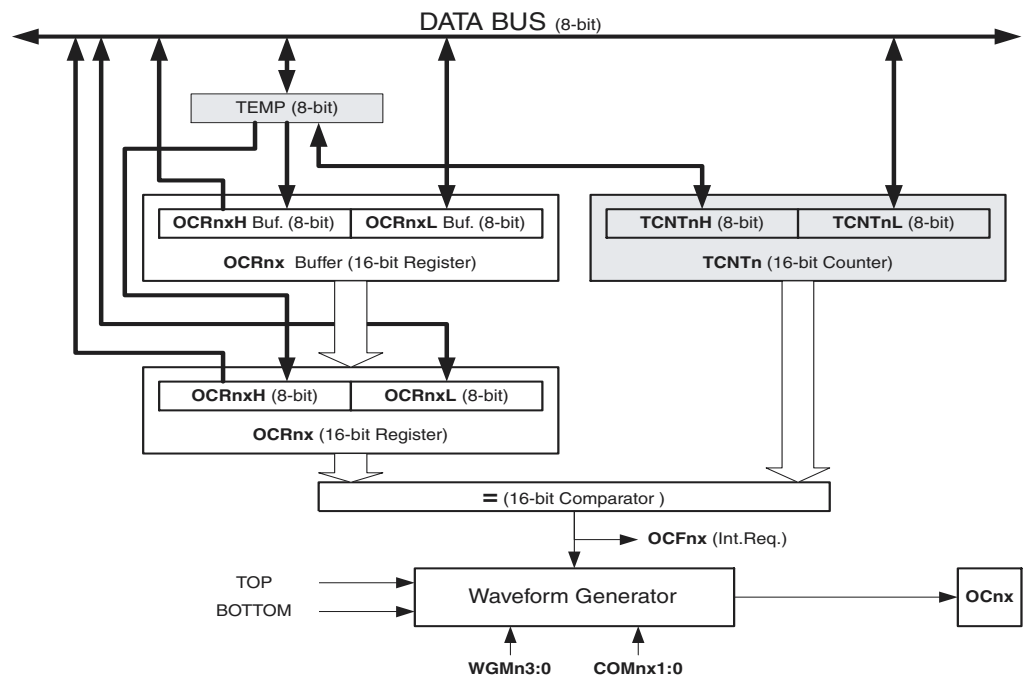 DATA BUS (8-bit)
TEMP (8-bit)
OCRnxH Buf. (8-bit)
OCRnxL Buf. (8-bit)
TCNTnH (8-bit)
TCNTnL (8-bit)
OCRnx Buffer (16-bit Register)
TCNTn (16-bit Counter)
OCRnxH (8-bit)
OCRnxL (8-bit)
OCRnx (16-bit Register)
= (16-bit Comparator )
OCFnx (Int.Req.)
TOP
BOTTOM
Waveform Generator
OCnx
WGMn3:0
COMnx1:0